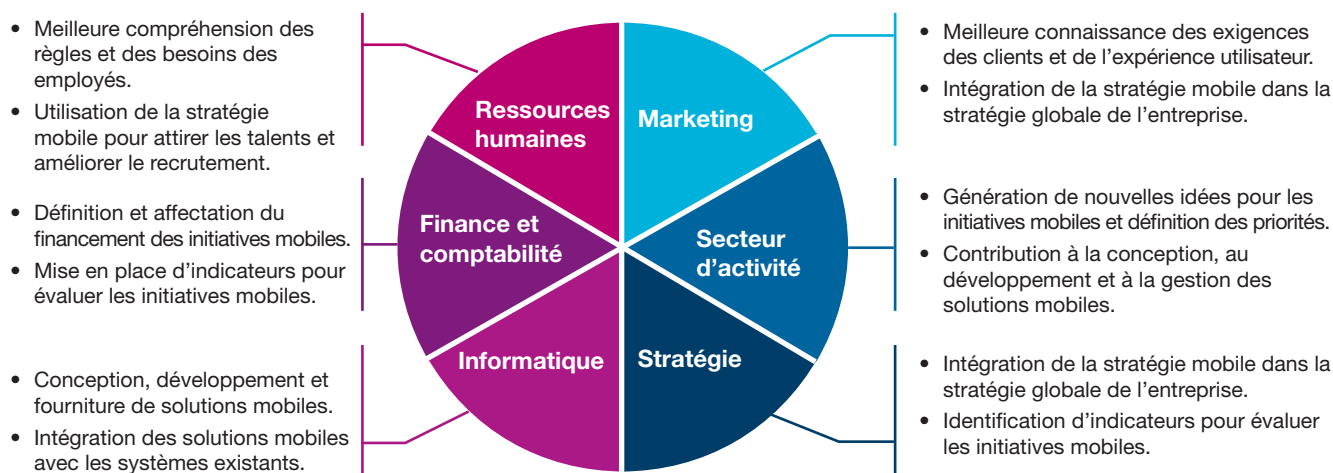 • Meilleure compréhension des
règles et des besoins des
employés.
• Utilisation de la stratégie
mobile pour attirer les talents et
améliorer le recrutement.
• Définition et affectation du
financement des initiatives mobiles.
• Mise en place d’indicateurs pour
évaluer les initiatives mobiles.
• Conception, développement et
fourniture de solutions mobiles.
• Intégration des solutions mobiles
avec les systèmes existants.
Ressources
humaines
Marketing
Finance et
comptabilité
Secteur
d’activité
Informatique
Stratégie
• Meilleure connaissance des exigences
des clients et de l’expérience utilisateur.
• Intégration de la stratégie mobile dans la
stratégie globale de l’entreprise.
• Génération de nouvelles idées pour les
initiatives mobiles et définition des priorités.
• Contribution à la conception, au
développement et à la gestion des
solutions mobiles.
• Intégration de la stratégie mobile dans la
stratégie globale de l’entreprise.
• Identification d’indicateurs pour évaluer
les initiatives mobiles.